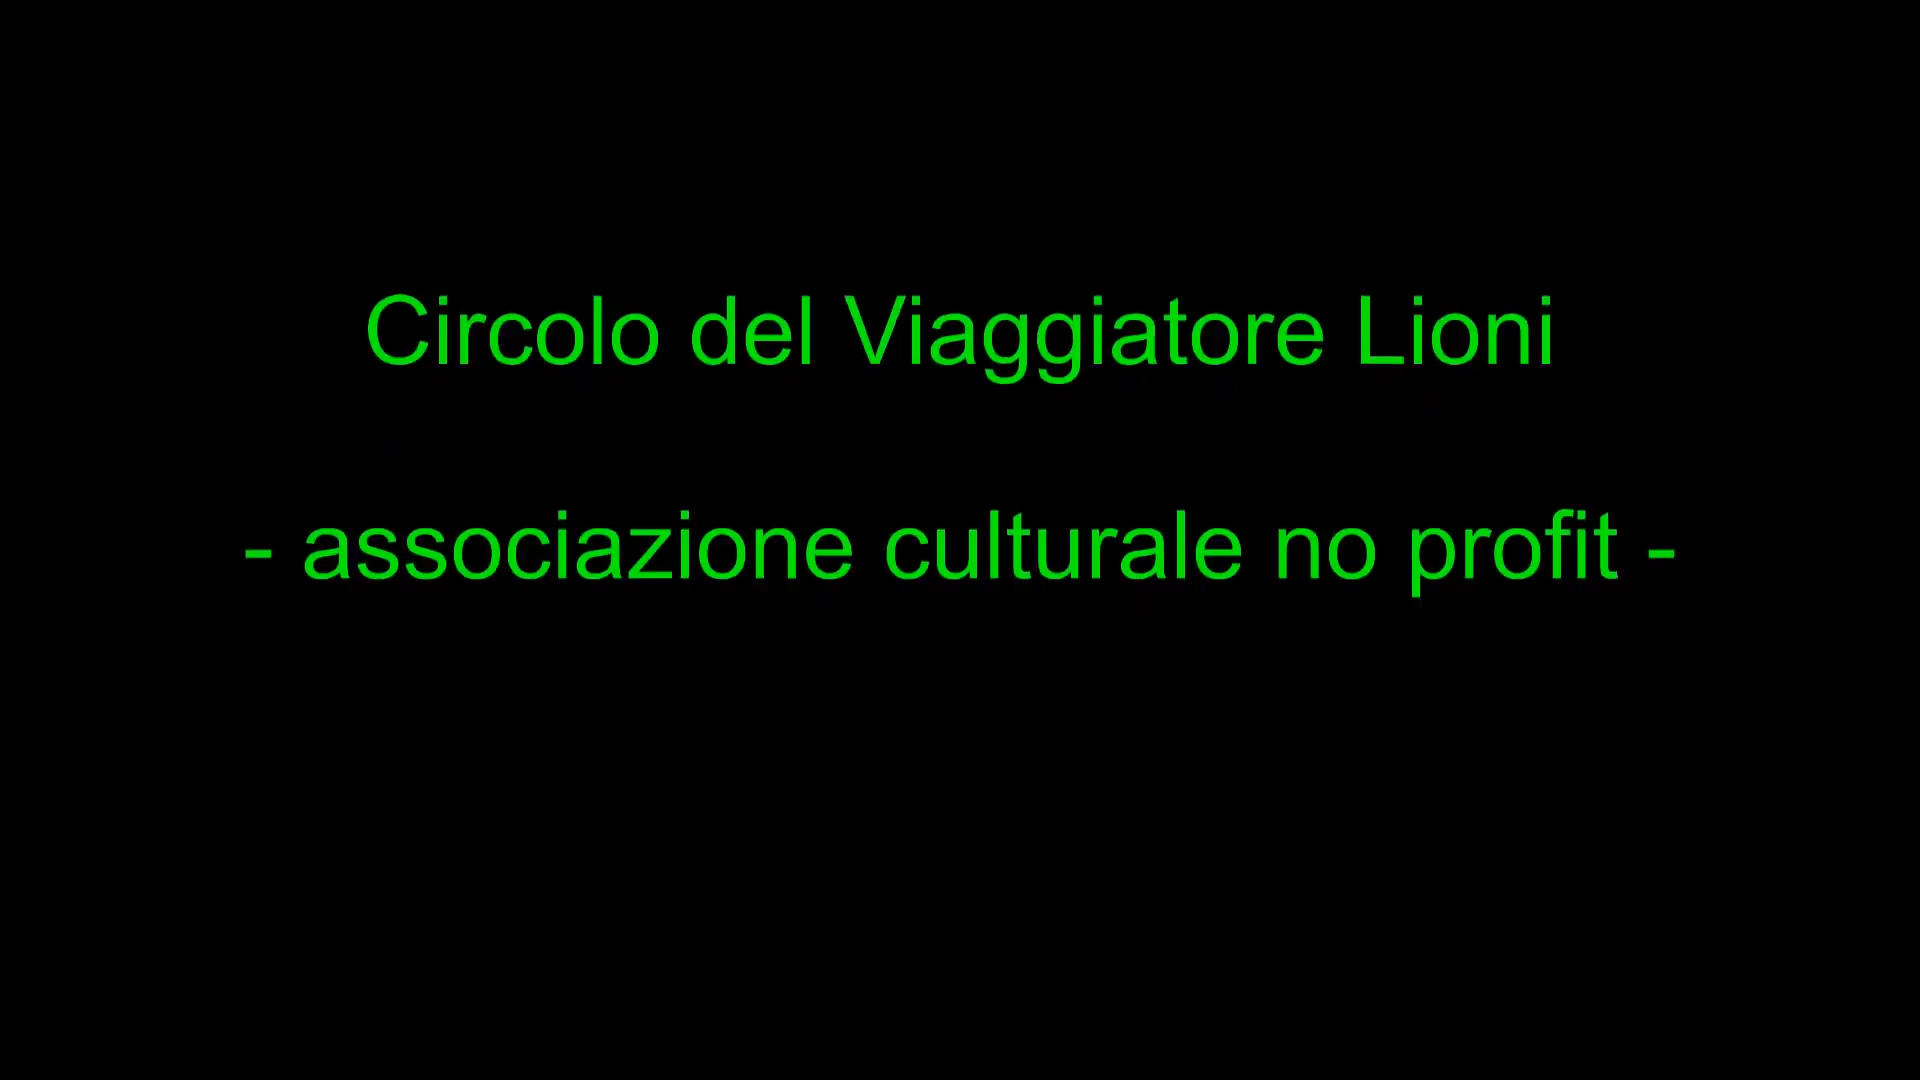 Circolo del Viaggiatore Lioni
- associazione culturale no profit -